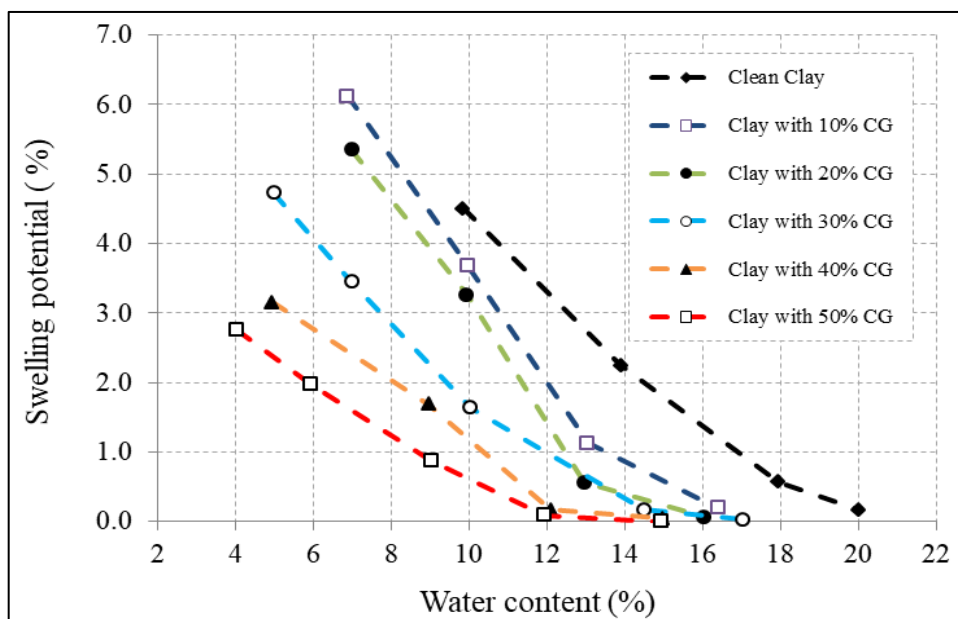 7.0
6.0
5.0
4.0
3.0
2.0
1.0
0.0
Swelling potential ( %)
2 4 6 8 10 12 14 16 18 20 22
Water content (%)
Clean Clay
Clay with 10% CG
Clay with 20% CG
Clay with 30% CG
Clay with 40% CG
Clay with 50% CG